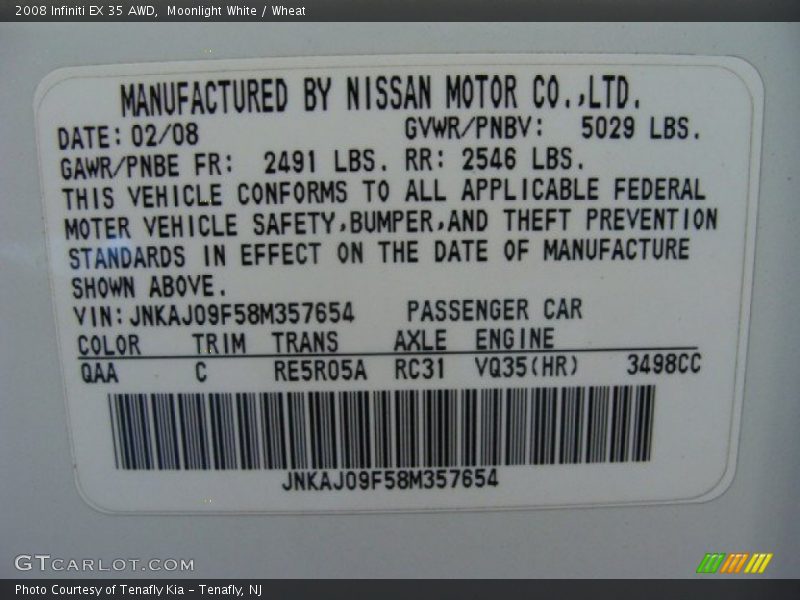 2008 Infiniti EX 35 AWD,  Moonlight White / Wheat
MANUFACTURED BY NISSAN MOTOR CO.,LTD.
DATE: 02/08 GVWR/PNBV: 5029 LBS.
GAWR/PNBE FR: 2491 LBS. RR: 2546 LBS.
THIS VEHICLE CONFORMS TO ALL APPLICABLE FEDERAL
MOTER VEHICLE SAFETY,BUMPER,AND THEFT PREVENTION
STANDARDS IN EFFECT ON THE DATE OF MANUFACTURE
SHOWN ABOVE.
VIN: JNKAJ09F58M357654 PASSENGER CAR
COLOR TRIM TRANS AXLE ENGINE
QAA C RE5R05A RC31 VQ35(HR) 3498CC
JNKAJ09F58M357654
GTCARLOT.COM
Photo Courtesy of Tenafly Kia - Tenafly, NJ